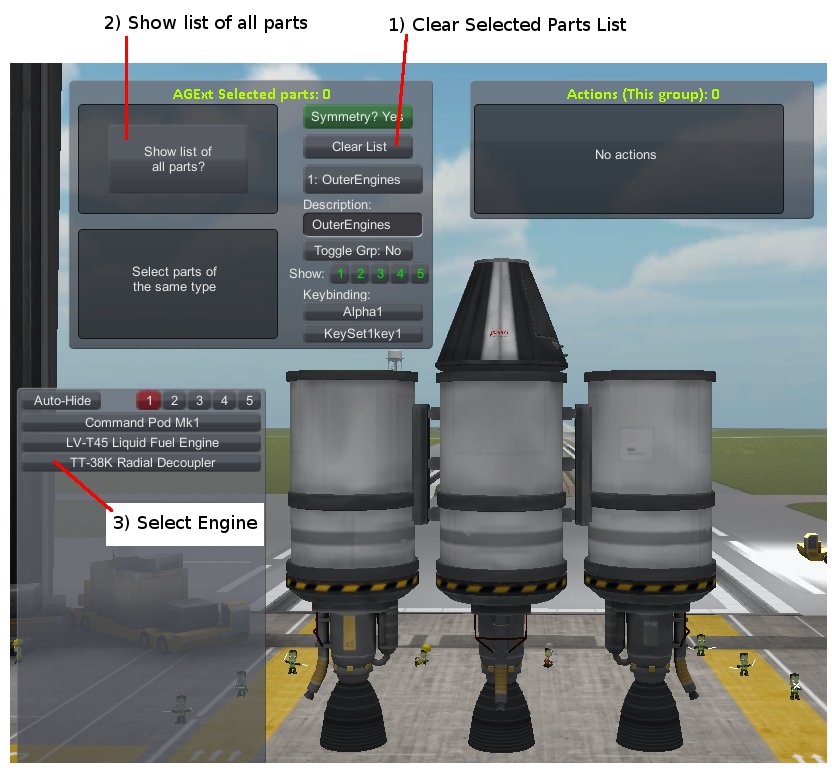 2) Show list of all parts
1) Clear Selected Parts List
AGExt Selected parts: 0
Actions (This group): 0
Symmetry? Yes
Show list of
all parts?
Clear List
No actions
1: OuterEngines
Description:
OuterEngines
Toggle Grp: No
Select parts of
the same type
Show: 1 2 3 4 5
Keybinding:
Alpha1
KeySet1key1
Auto-Hide 1 2 3 4 5
Command Pod Mk1
LV-T45 Liquid Fuel Engine
TT-38K Radial Decoupler
3) Select Engine
45